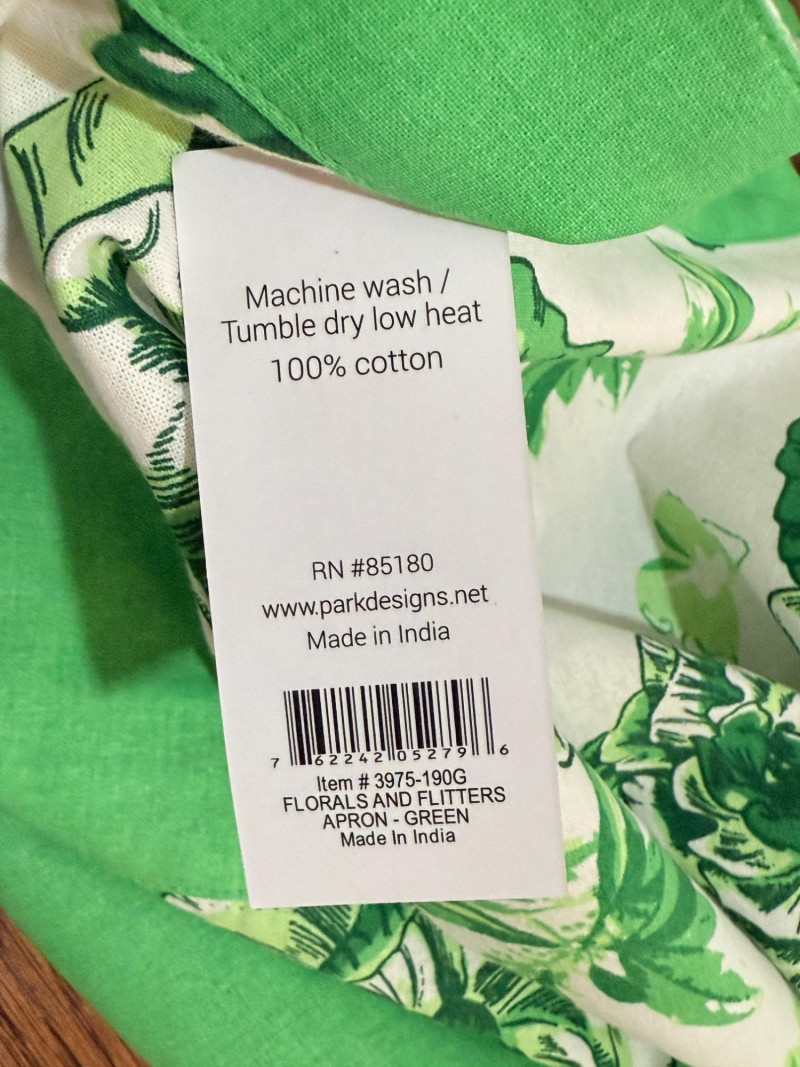 Machine wash /
Tumble dry low heat
100% cotton
RN #85180
www.parkdesigns.net
Made in India
7 62242 05279 6
Item # 3975-190G
FLORALS AND FLITTERS
APRON - GREEN
Made In India